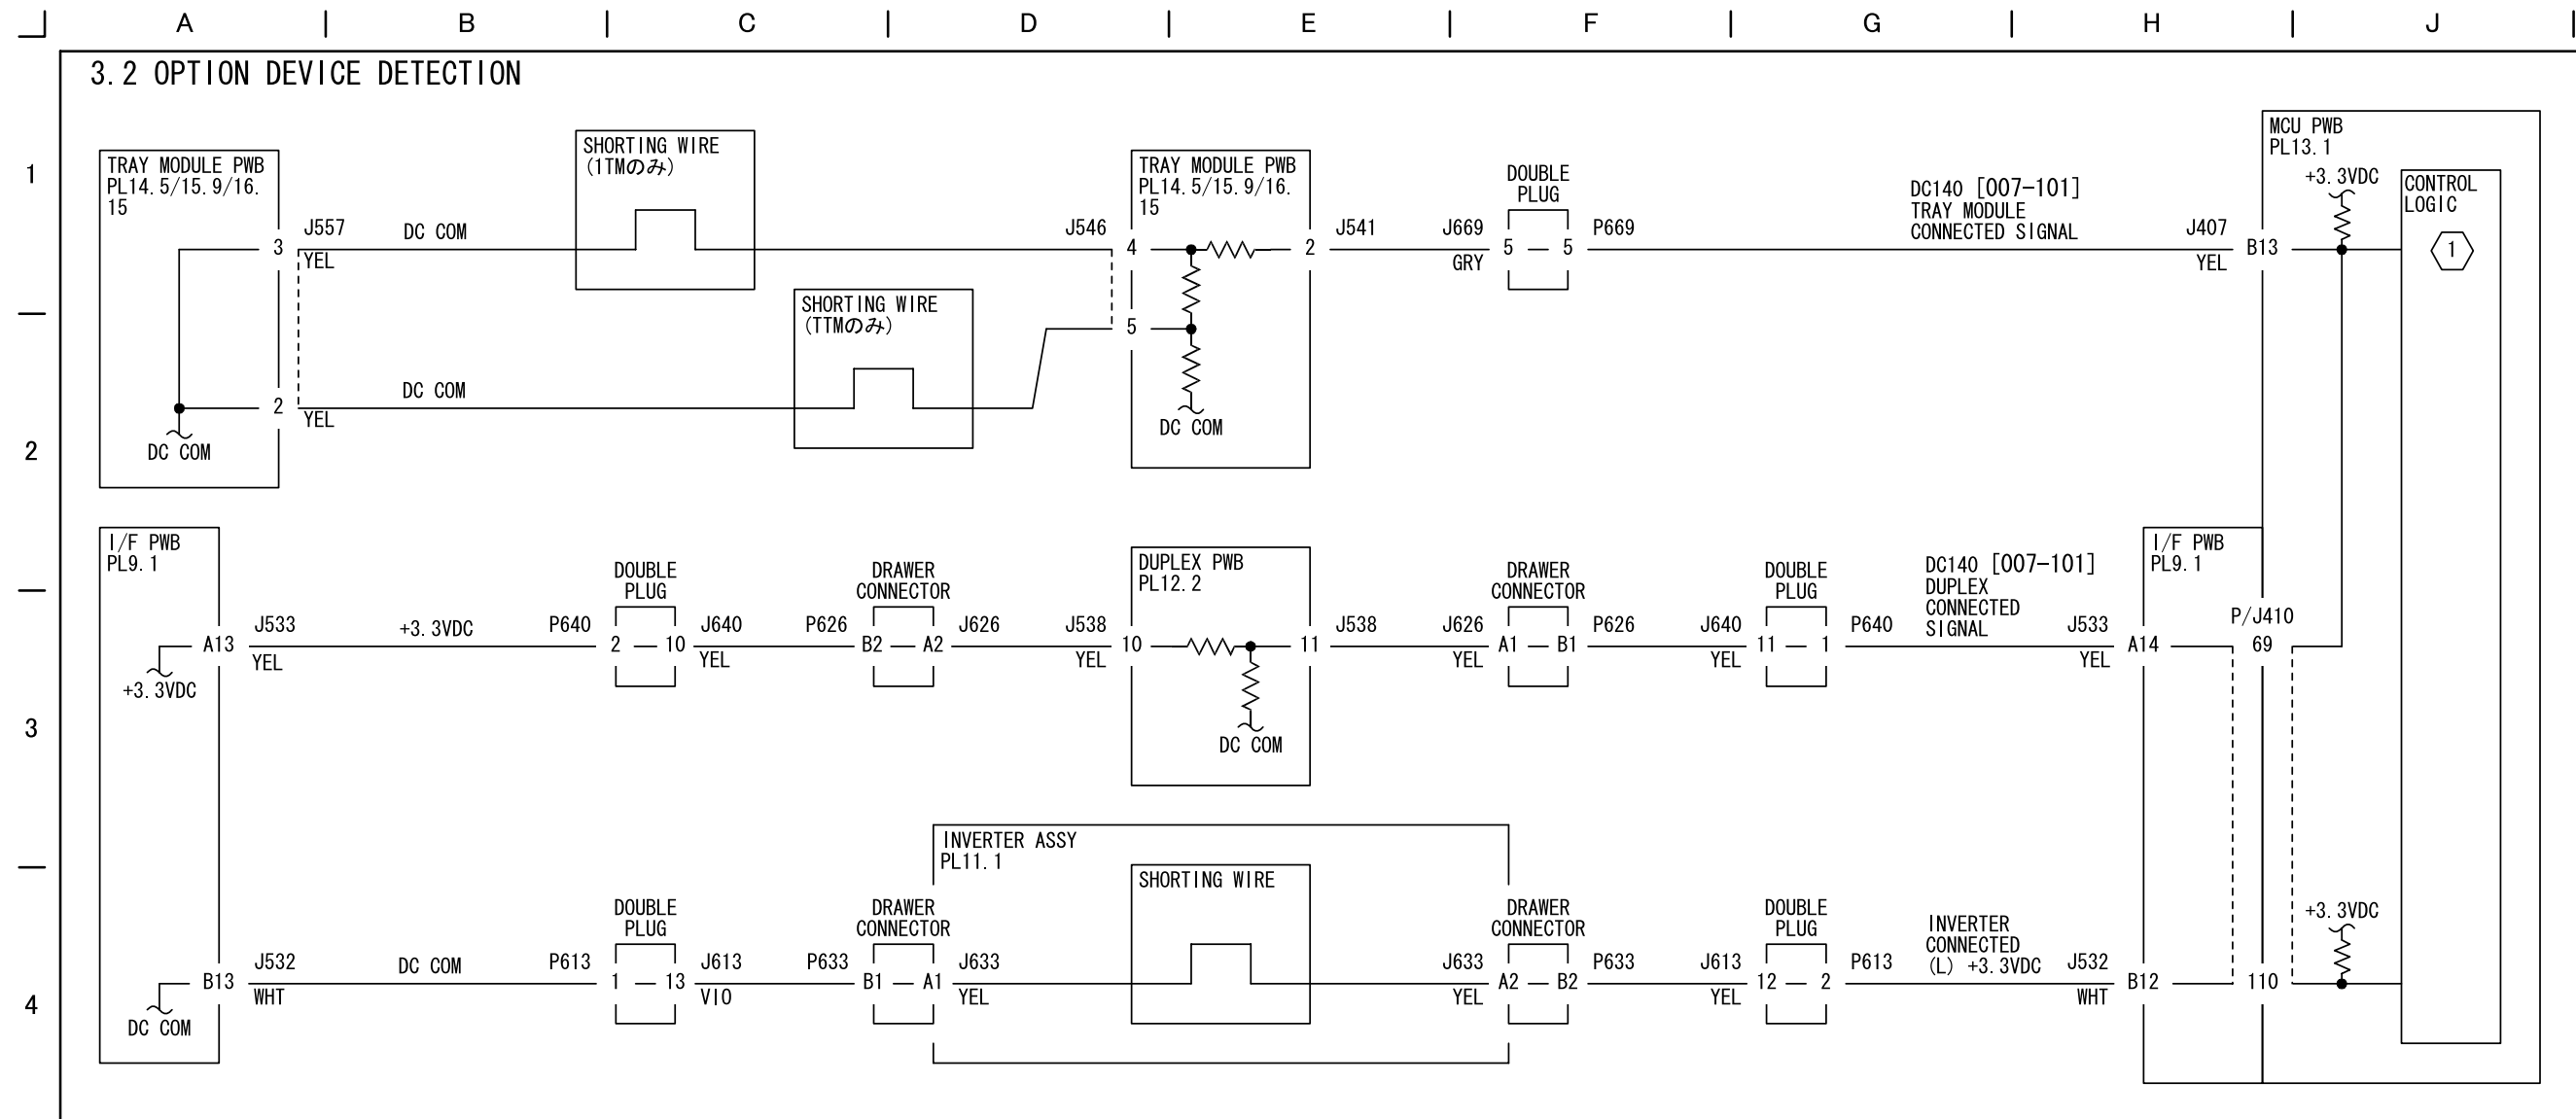 A B C D E F G H J
3.2 OPTION DEVICE DETECTION
1
TRAY MODULE PWB
PL14.5/15.9/16.
15
3
J557
YEL
DC COM
SHORTING WIRE
(1TMのみ)
J546
4
TRAY MODULE PWB
PL14.5/15.9/16.
15
2
J541
J669
GRY
DOUBLE
PLUG
5 5
P669
DC140 [007-101]
TRAY MODULE
CONNECTED SIGNAL
J407
YEL
B13
MCU PWB
PL13.1
+3.3VDC
CONTROL
LOGIC
1
SHORTING WIRE
(TTMのみ)
5
2
YEL
DC COM
DC COM
DC COM
2
I/F PWB
PL9.1
A13
+3.3VDC
J533
YEL
+3.3VDC
P640
DOUBLE
PLUG
2 10
J640
YEL
P626
DRAWER
CONNECTOR
B2 A2
J626
J538
YEL
10
DUPLEX PWB
PL12.2
11
DC COM
J538
J626
YEL
DRAWER
CONNECTOR
A1 B1
P626
J640
YEL
DOUBLE
PLUG
11 1
P640
DC140 [007-101]
DUPLEX
CONNECTED
SIGNAL
J533
YEL
A14
I/F PWB
PL9.1
P/J410
69
3
INVERTER ASSY
PL11.1
SHORTING WIRE
B13
DC COM
J532
WHT
DC COM
P613
DOUBLE
PLUG
1 13
J613
VIO
P633
DRAWER
CONNECTOR
B1 A1
J633
YEL
J633
YEL
DRAWER
CONNECTOR
A2 B2
P633
J613
YEL
DOUBLE
PLUG
12 2
P613
INVERTER
CONNECTED
(L) +3.3VDC
J532
WHT
B12
110
+3.3VDC
4